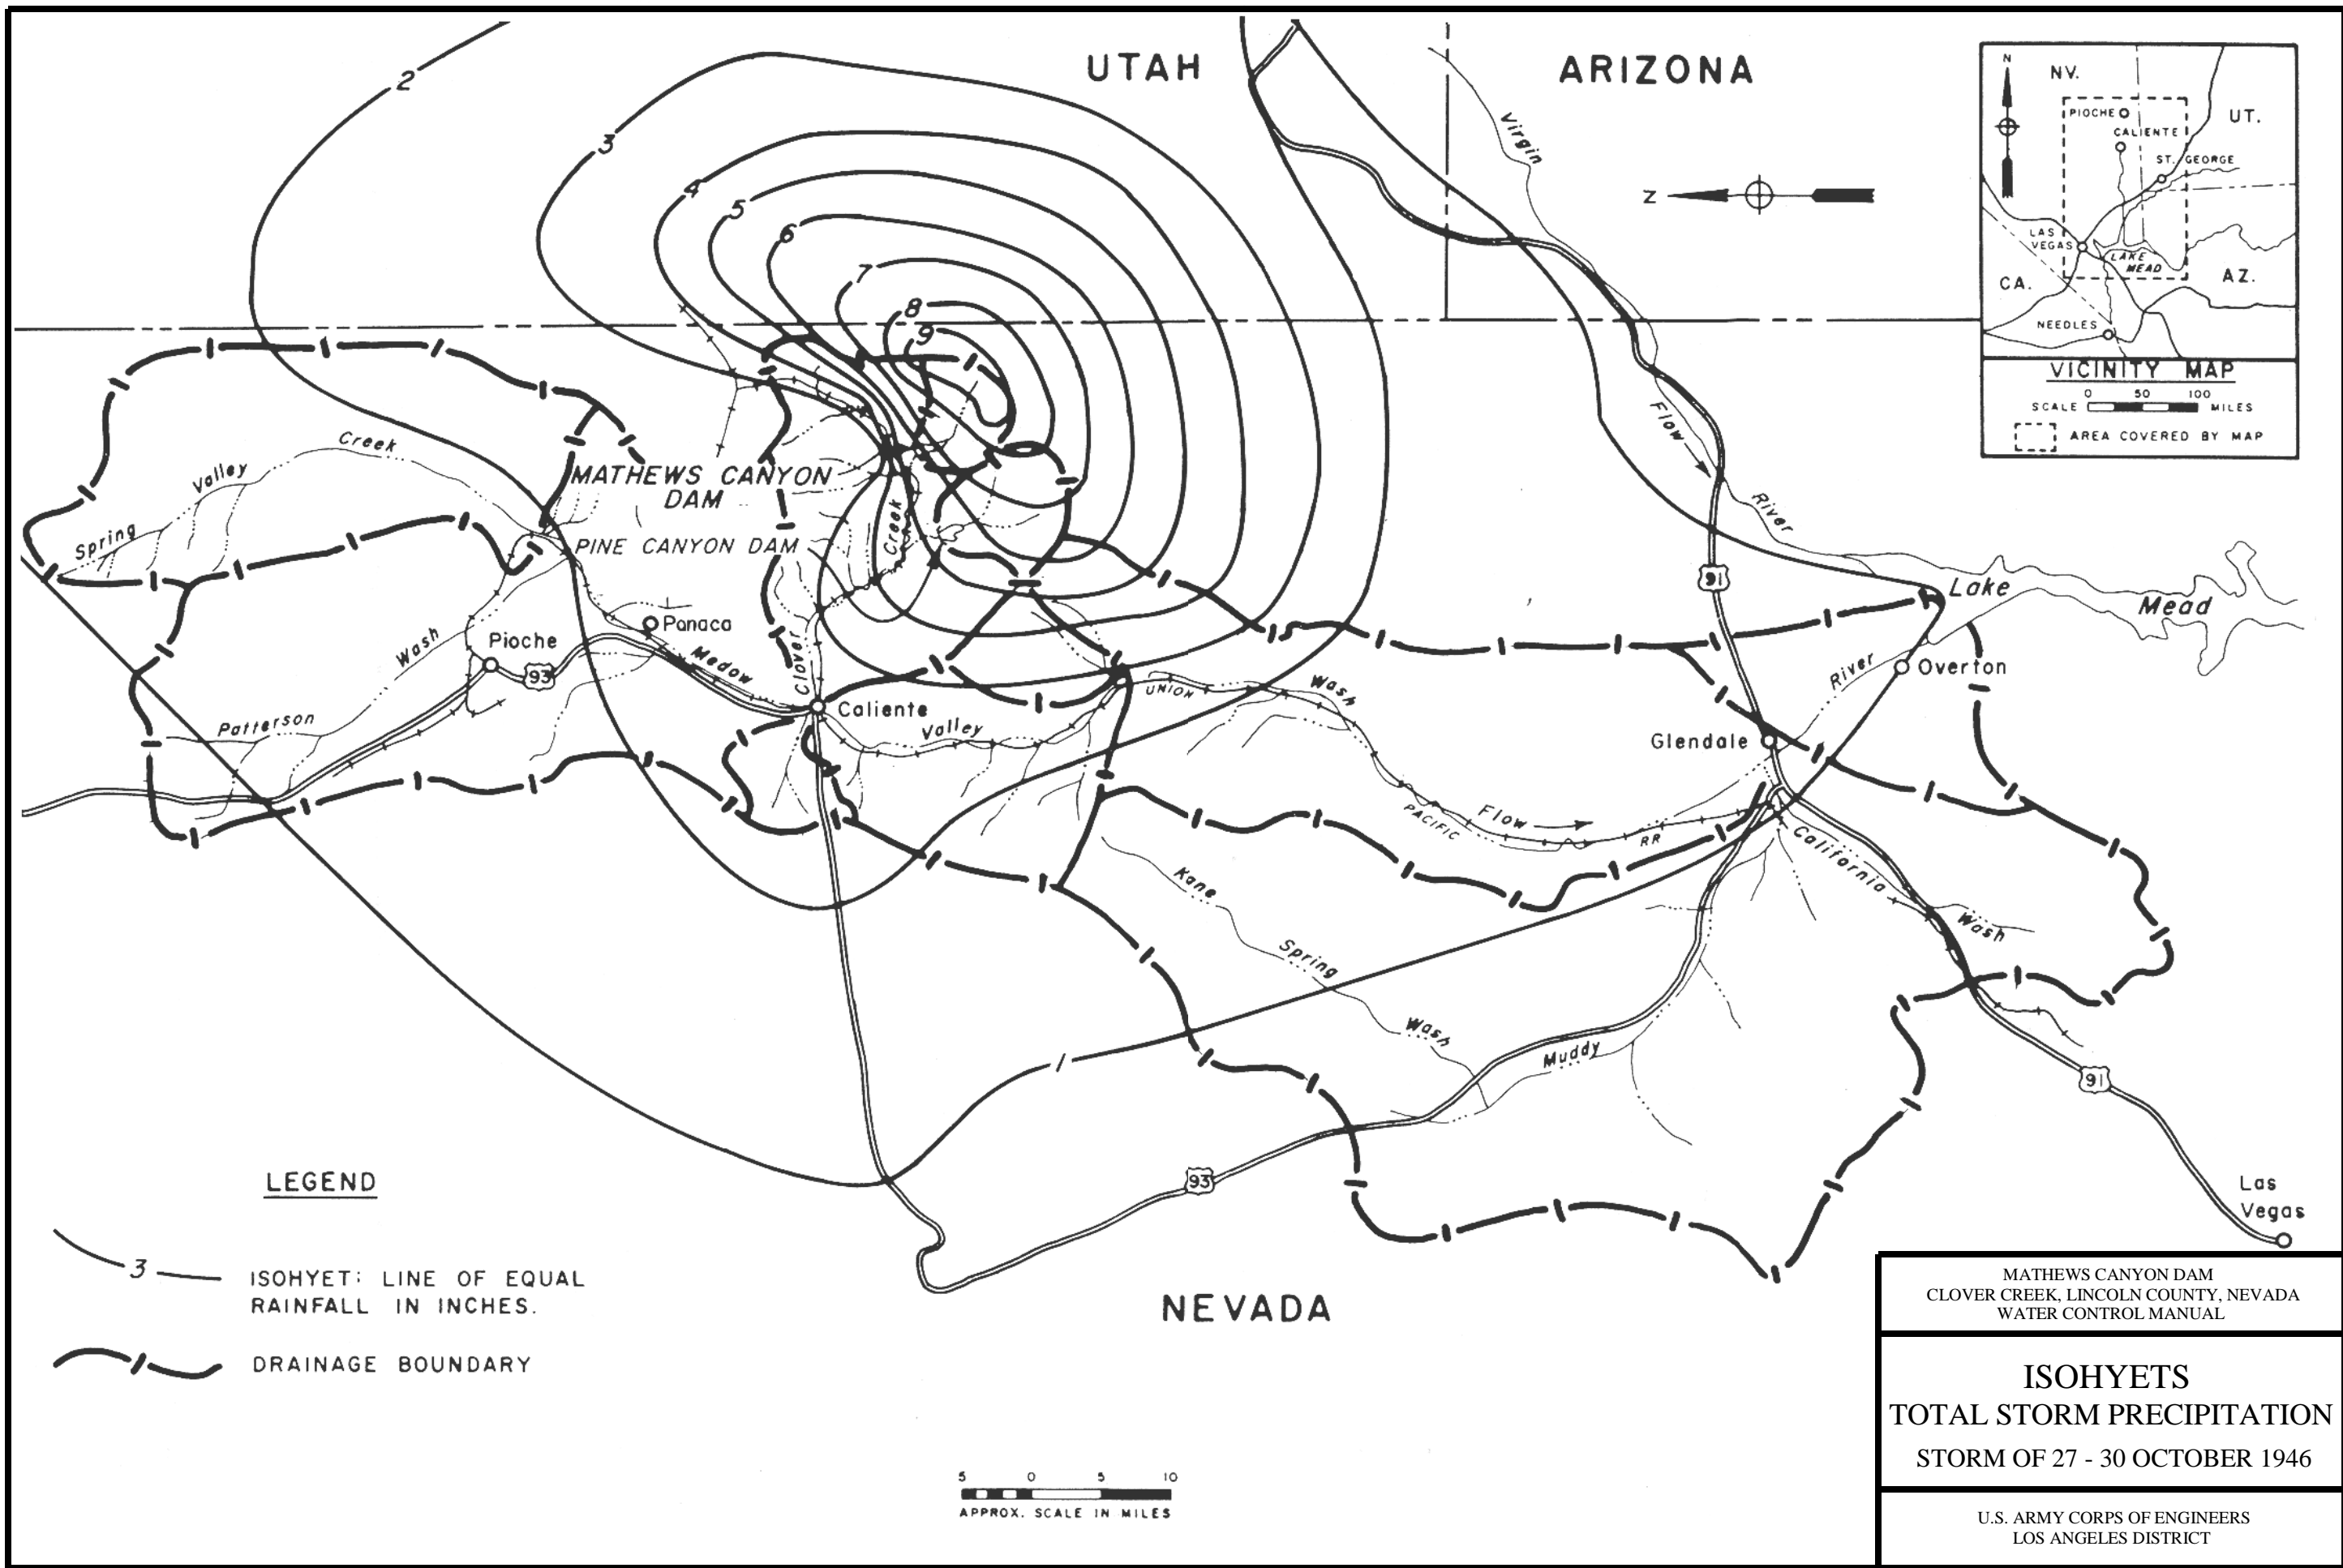 UTAH
ARIZONA
2
3
4
5
6
7
8
9
Virgin
Z
N
NV.
UT.
PIOCHE
CALIENTE
ST. GEORGE
LAS
VEGAS
LAKE
MEAD
CA.
AZ.
NEEDLES
VICINITY MAP
0 50 100
SCALE MILES
AREA COVERED BY MAP
Flow
River
Creek
Valley
Spring
MATHEWS CANYON
DAM
PINE CANYON DAM
Creek
91
Lake
Mead
Wash
Pioche
93
Panaca
Medow
Clover
Caliente
Valley
UNION
Wash
River
Overton
Patterson
Glendale
PACIFIC
Flow
RR
California
Wash
Kane
Spring
Wash
Muddy
1
91
93
Las
Vegas
LEGEND
3
ISOHYET: LINE OF EQUAL
RAINFALL IN INCHES.
DRAINAGE BOUNDARY
NEVADA
5 0 5 10
APPROX. SCALE IN MILES
MATHEWS CANYON DAM
CLOVER CREEK, LINCOLN COUNTY, NEVADA
WATER CONTROL MANUAL
ISOHYETS
TOTAL STORM PRECIPITATION
STORM OF 27 - 30 OCTOBER 1946
U.S. ARMY CORPS OF ENGINEERS
LOS ANGELES DISTRICT